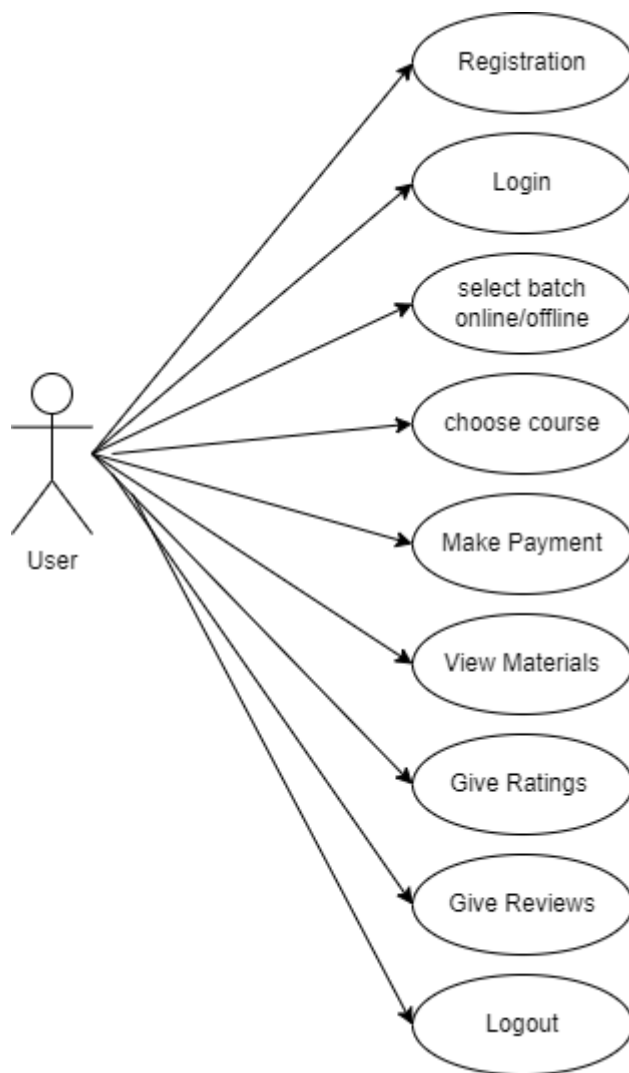 Registration
Login
select batch
online/offline
choose course
Make Payment
User
View Materials
Give Ratings
Give Reviews
Logout